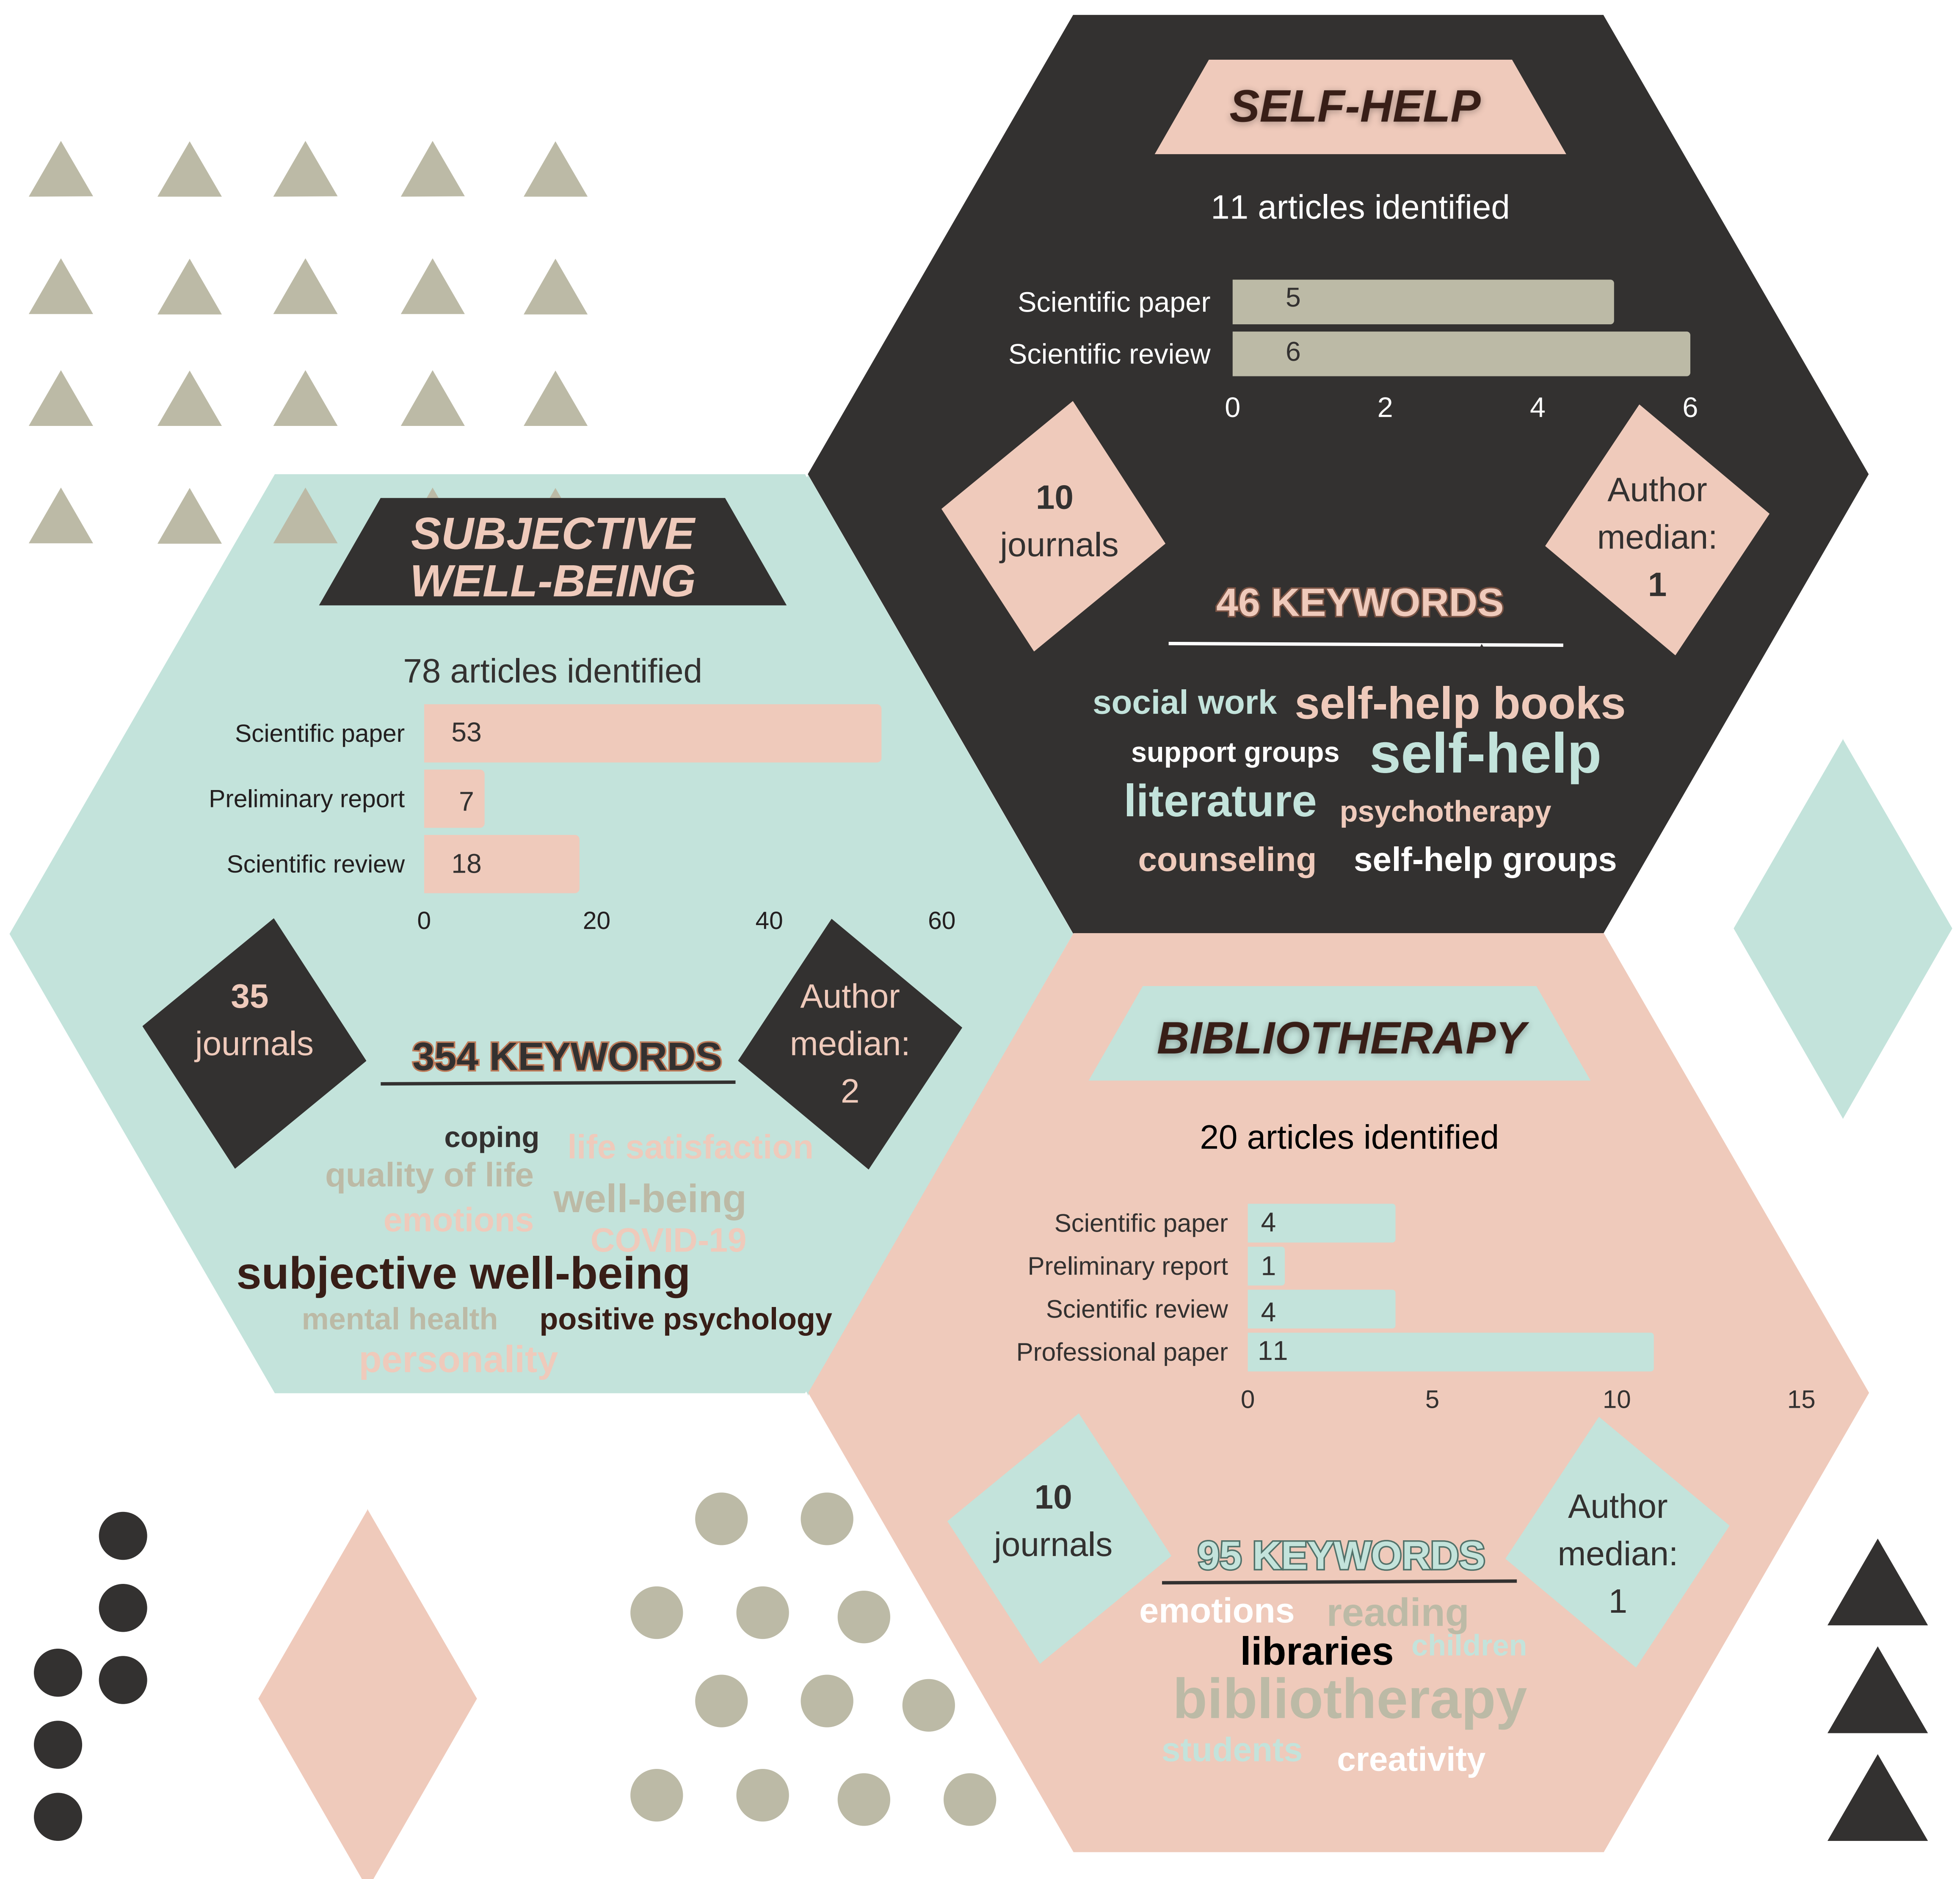 SELF-HELP
11 articles identified
Scientific paper 5
Scientific review 6
0 2 4 6
10
journals
Author
median:
1
46 KEYWORDS
social work self-help books
support groups self-help
literature psychotherapy
counseling self-help groups
SUBJECTIVE
WELL-BEING
78 articles identified
Scientific paper 53
Preliminary report 7
Scientific review 18
0 20 40 60
35
journals
Author
median:
2
354 KEYWORDS
coping life satisfaction
quality of life
well-being
emotions
COVID-19
subjective well-being
mental health positive psychology
personality
BIBLIOTHERAPY
20 articles identified
Scientific paper 4
Preliminary report 1
Scientific review 4
Professional paper 11
0 5 10 15
10
journals
Author
median:
1
95 KEYWORDS
emotions reading
libraries children
bibliotherapy
students creativity